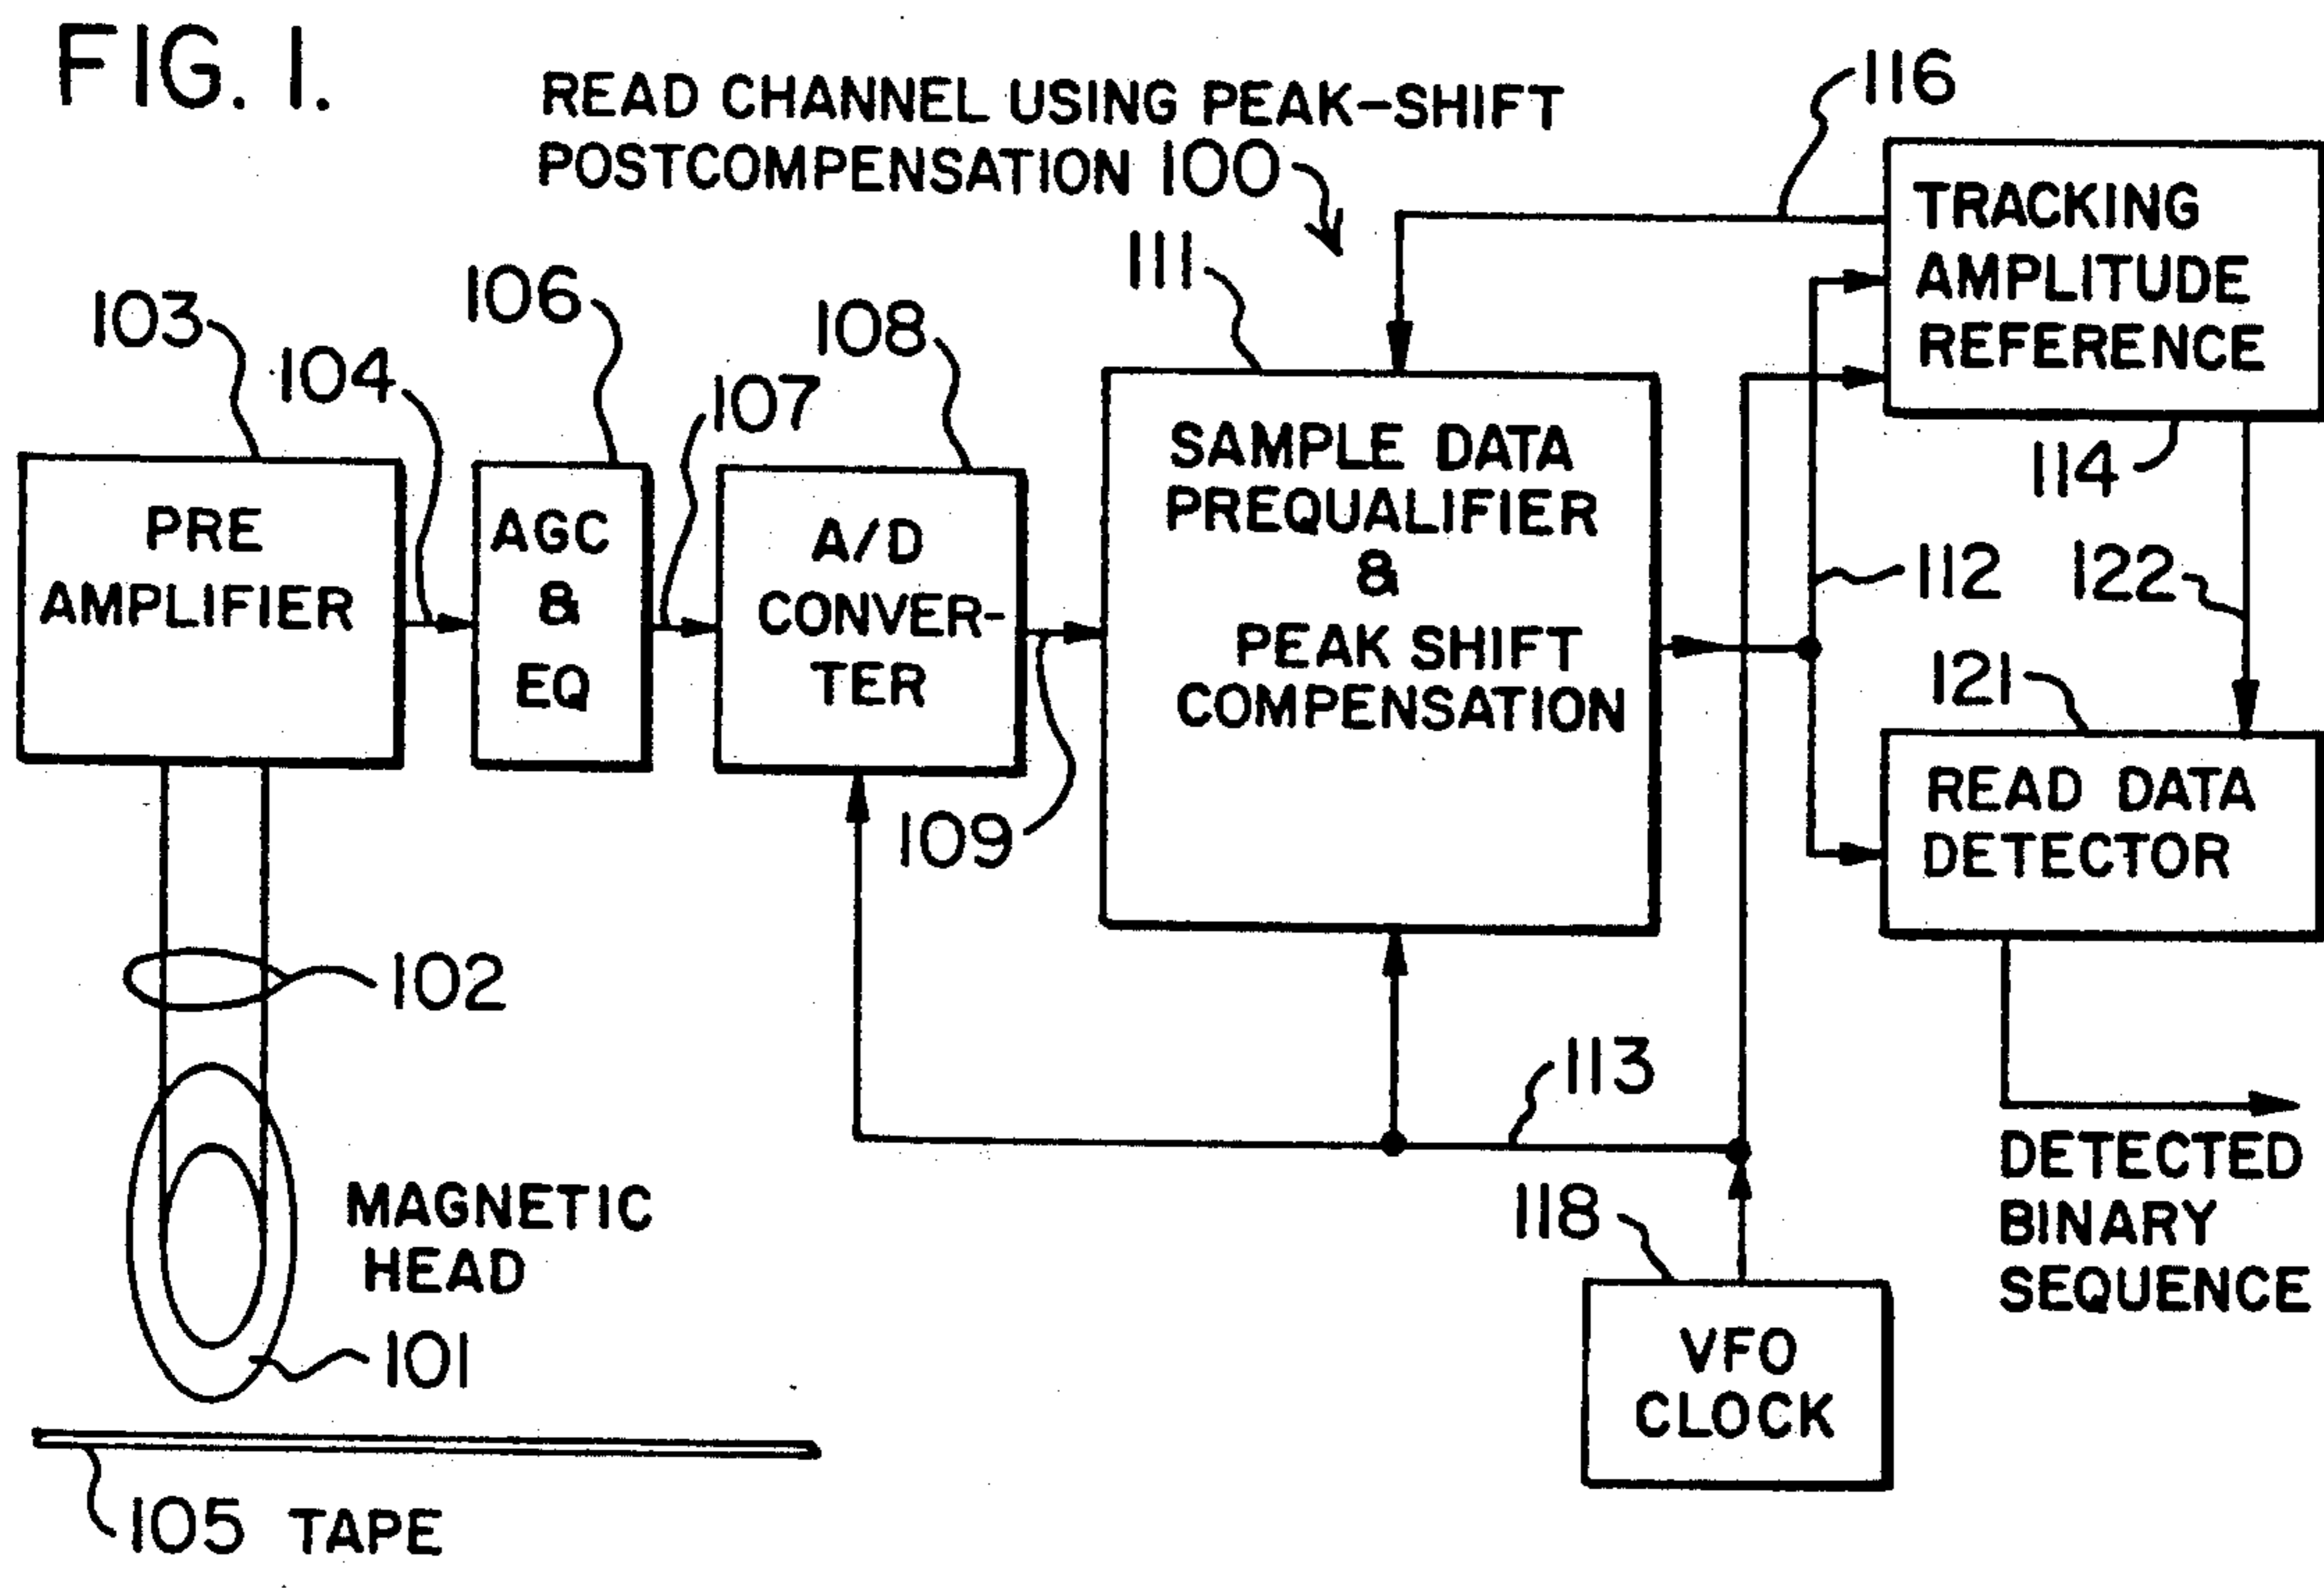 FIG. 1.
READ CHANNEL USING PEAK-SHIFT
POSTCOMPENSATION 100
116
TRACKING
AMPLITUDE
REFERENCE
114
111
103
104
106
107
108
PRE
AMPLIFIER
AGC
&
EQ
A/D
CONVER-
TER
109
SAMPLE DATA
PREQUALIFIER
&
PEAK SHIFT
COMPENSATION
112
122
121
READ DATA
DETECTOR
102
113
DETECTED
BINARY
SEQUENCE
MAGNETIC
HEAD
101
118
VFO
CLOCK
105 TAPE